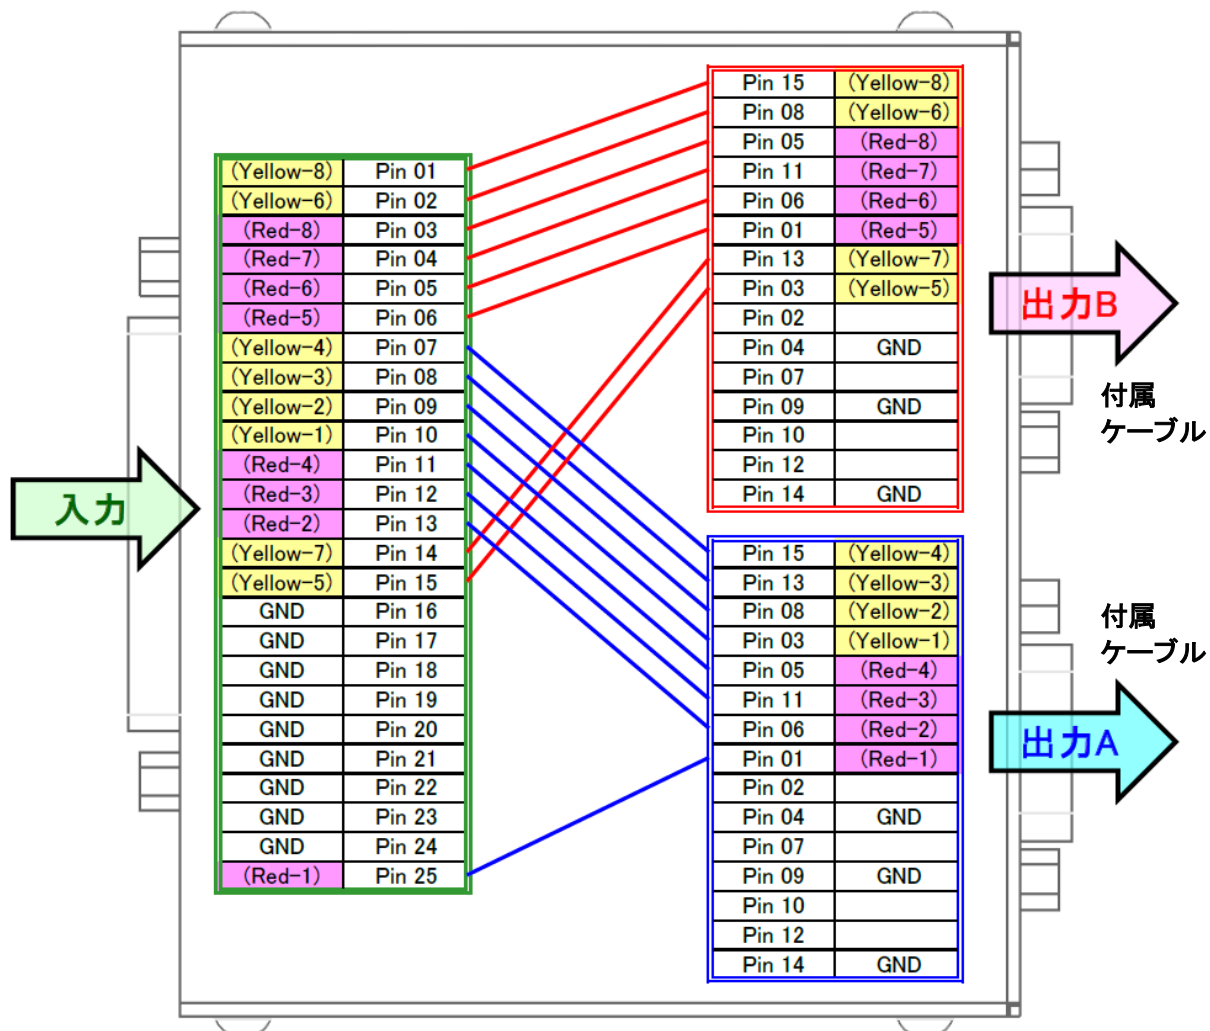 入力
(Yellow-8) Pin 01
(Yellow-6) Pin 02
(Red-8) Pin 03
(Red-7) Pin 04
(Red-6) Pin 05
(Red-5) Pin 06
(Yellow-4) Pin 07
(Yellow-3) Pin 08
(Yellow-2) Pin 09
(Yellow-1) Pin 10
(Red-4) Pin 11
(Red-3) Pin 12
(Red-2) Pin 13
(Yellow-7) Pin 14
(Yellow-5) Pin 15
GND Pin 16
GND Pin 17
GND Pin 18
GND Pin 19
GND Pin 20
GND Pin 21
GND Pin 22
GND Pin 23
GND Pin 24
(Red-1) Pin 25
Pin 15 (Yellow-8)
Pin 08 (Yellow-6)
Pin 05 (Red-8)
Pin 11 (Red-7)
Pin 06 (Red-6)
Pin 01 (Red-5)
Pin 13 (Yellow-7)
Pin 03 (Yellow-5)
Pin 02
Pin 04 GND
Pin 07
Pin 09 GND
Pin 10
Pin 12
Pin 14 GND
出力B
付属
ケーブル
Pin 15 (Yellow-4)
Pin 13 (Yellow-3)
Pin 08 (Yellow-2)
Pin 03 (Yellow-1)
Pin 05 (Red-4)
Pin 11 (Red-3)
Pin 06 (Red-2)
Pin 01 (Red-1)
Pin 02
Pin 04 GND
Pin 07
Pin 09 GND
Pin 10
Pin 12
Pin 14 GND
付属
ケーブル
出力A